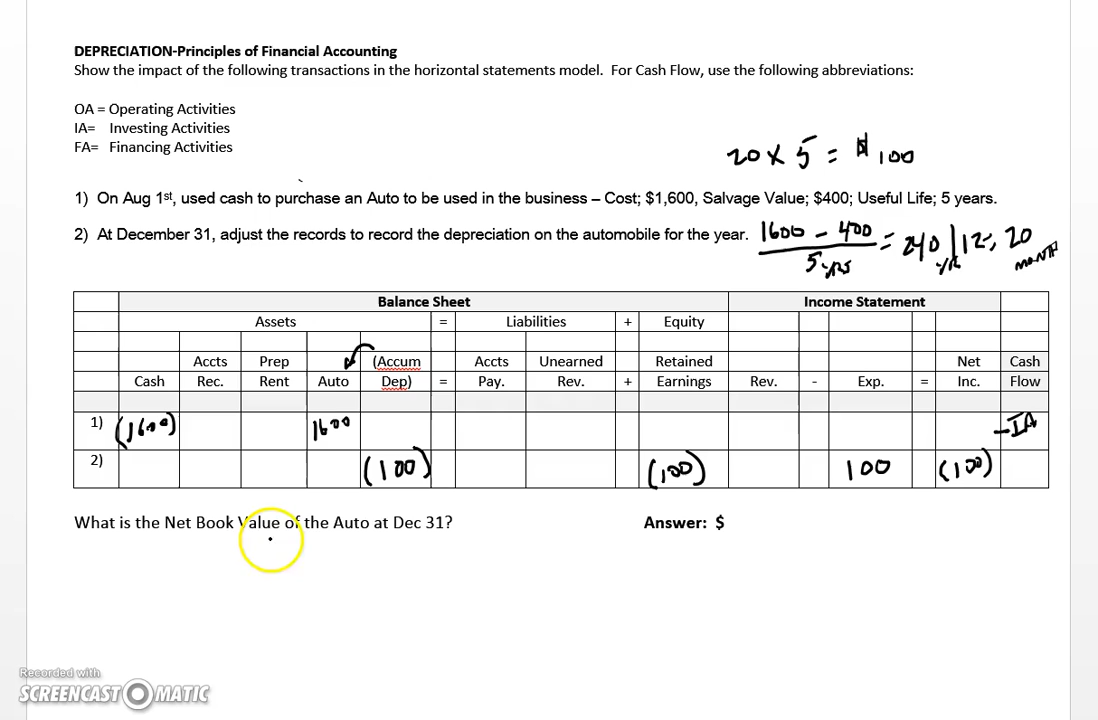 DEPRECIATION-Principles of Financial Accounting
Show the impact of the following transactions in the horizontal statements model. For Cash Flow, use the following abbreviations:
OA = Operating Activities
IA= Investing Activities
FA= Financing Activities
20 x 5 = $100
1) On Aug 1st, used cash to purchase an Auto to be used in the business – Cost; $1,600, Salvage Value; $400; Useful Life; 5 years.
2) At December 31, adjust the records to record the depreciation on the automobile for the year.
1600 - 400 = 240 | 12 = 20
5 yrs yr month
Balance Sheet Income Statement
Assets = Liabilities + Equity
Accts Prep (Accum Accts Unearned Retained Net Cash
Cash Rec. Rent Auto Dep) = Pay. Rev. + Earnings Rev. - Exp. = Inc. Flow
1) (1600) 1600 -IA
2) (100) (100) 100 (100)
What is the Net Book Value of the Auto at Dec 31? Answer: $
Recorded with
SCREENCAST MATIC